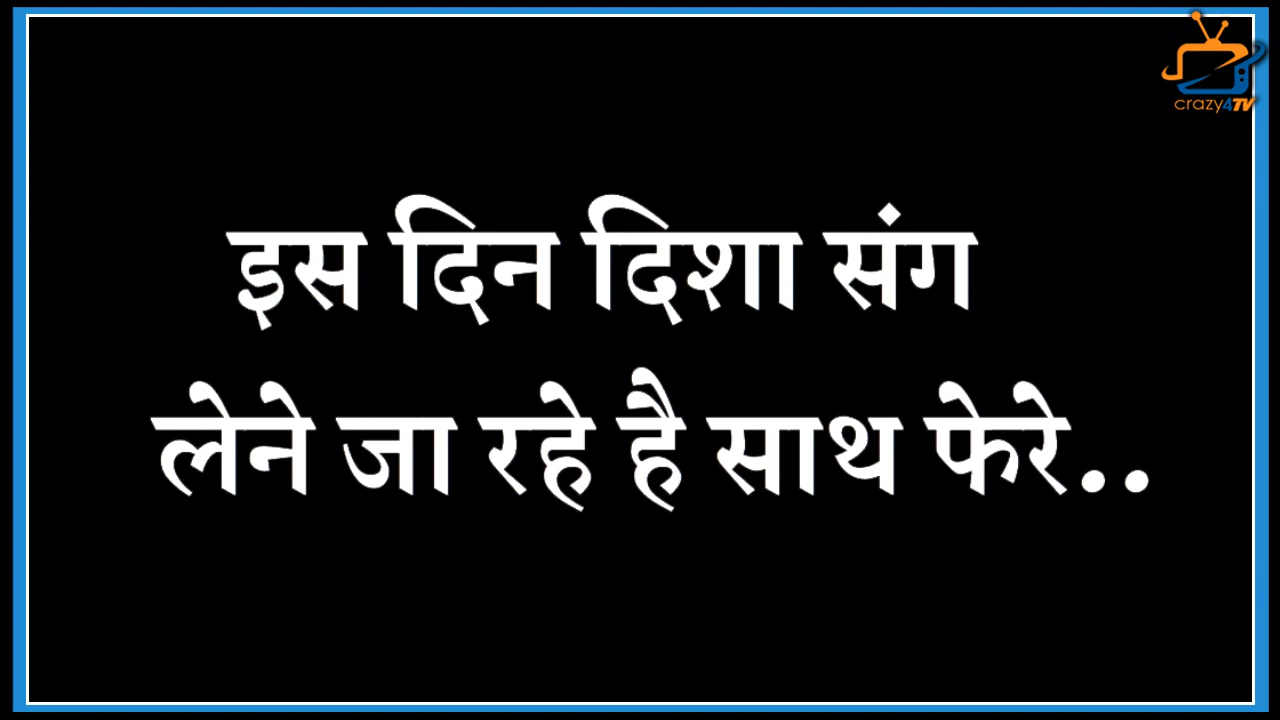 crazy4TV
इस दिन दिशा संग
लेने जा रहे है साथ फेरे..